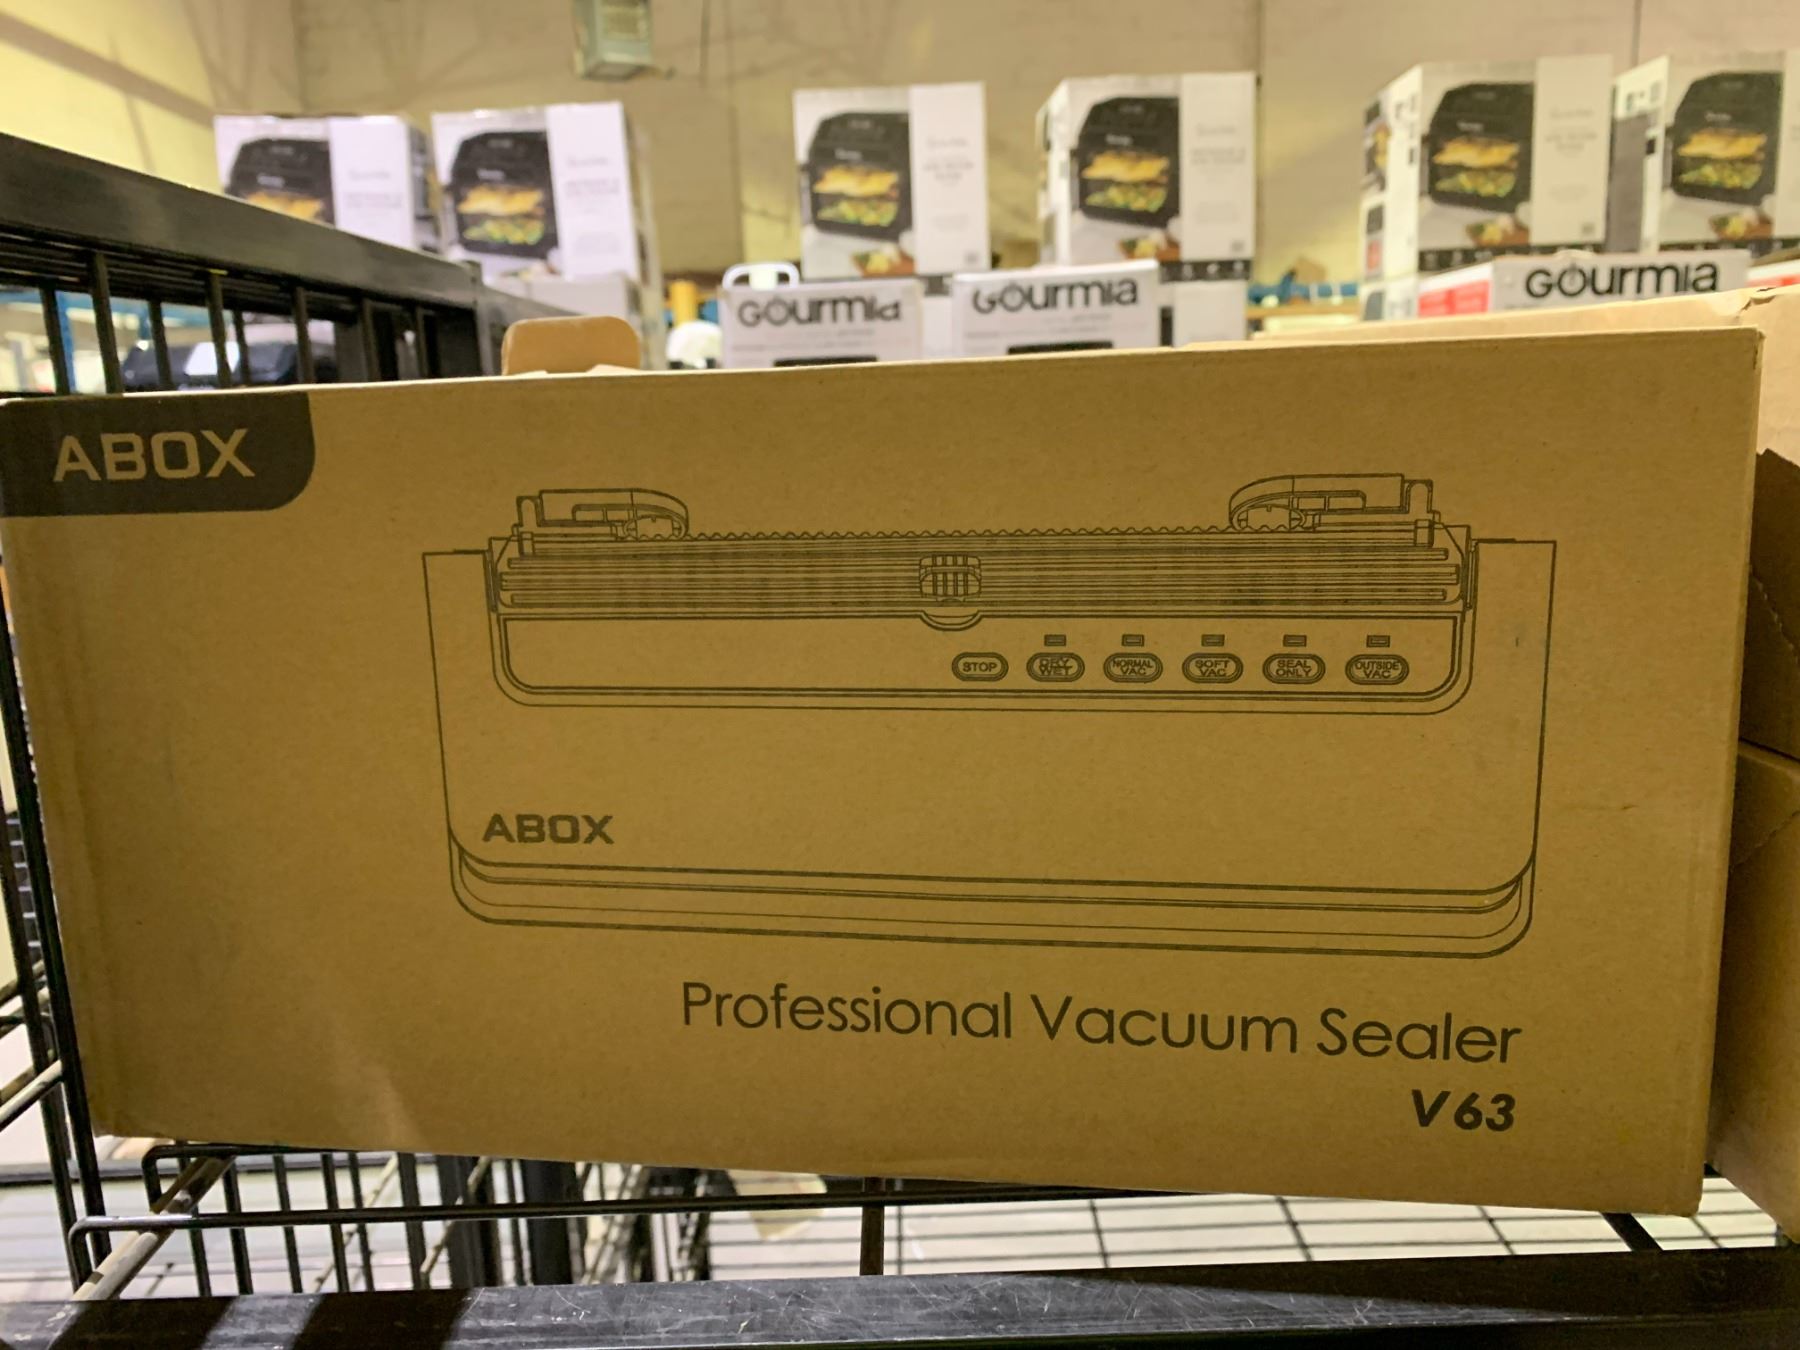 GOURMIA
GOURMIA
GOURMIA
ABOX
STOP
DRY WET
NORMAL VAC
SOFT VAC
SEAL ONLY
OUTSIDE VAC
ABOX
Professional Vacuum Sealer
V63